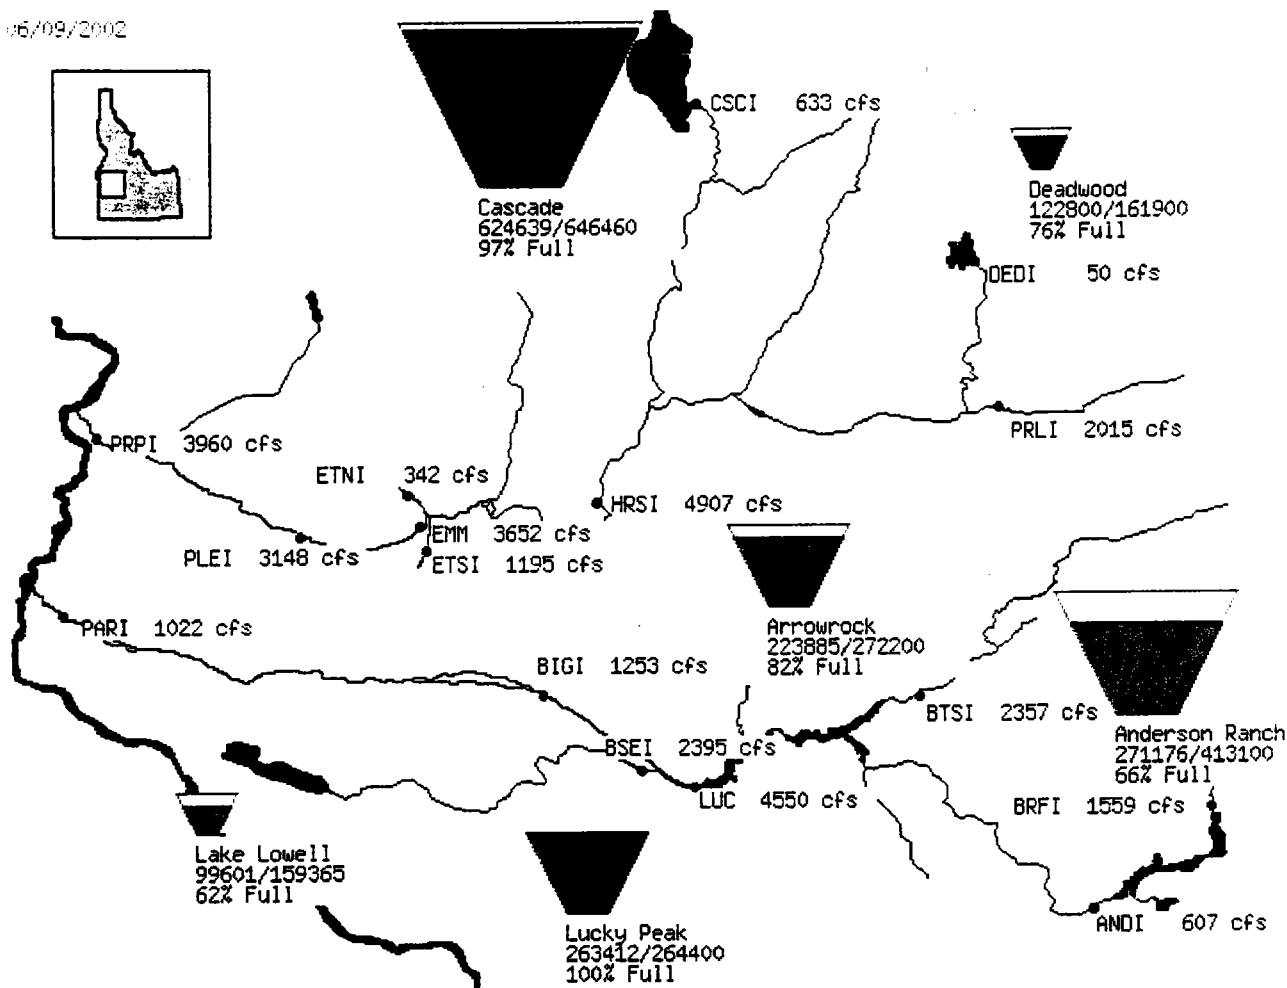 06/09/2002
CSCI 633 cfs
Deadwood
122800/161900
76% Full
Cascade
624639/646460
97% Full
DEDI 50 cfs
PRPI 3960 cfs
PRLI 2015 cfs
ETNI 342 cfs
HRSI 4907 cfs
EMM 3652 cfs
PLEI 3148 cfs
ETSI 1195 cfs
PARI 1022 cfs
Arrowrock
223885/272200
82% Full
BIGI 1253 cfs
BTSI 2357 cfs
Anderson Ranch
271176/413100
66% Full
BSEI 2395 cfs
LUC 4550 cfs
BRFI 1559 cfs
Lake Lowell
99601/159365
62% Full
Lucky Peak
263412/264400
100% Full
ANDI 607 cfs